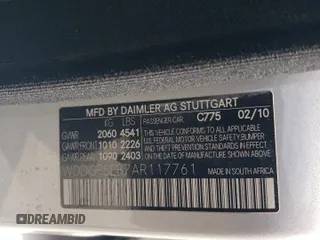 MFD BY DAIMLER AG STUTTGART
KG LBS PASSENGER CAR C775 02/10
GVWR 2060 4541 THIS VEHICLE CONFORMS TO ALL
GAWR FRONT 1010 2226 APPLICABLE U.S. FEDERAL MOTOR
GAWR REAR 1090 2403 VEHICLE SAFETY, BUMPER
AND THEFT PREVENTION
STANDARDS IN EFFECT
ON THE DATE OF
MANUFACTURE SHOWN ABOVE
AR117761
MADE IN SOUTH AFRICA
AUTOBIDMASTER